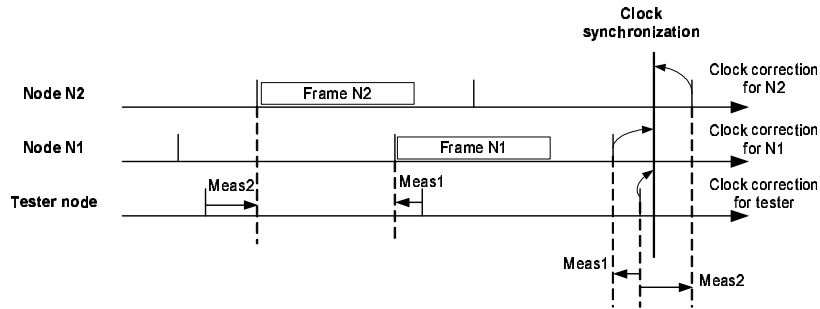 Clock
synchronization
Node N2
Frame N2
Clock correction
for N2
Node N1
Frame N1
Clock correction
for N1
Tester node
Meas2
Meas1
Clock correction
for tester
Meas1
Meas2